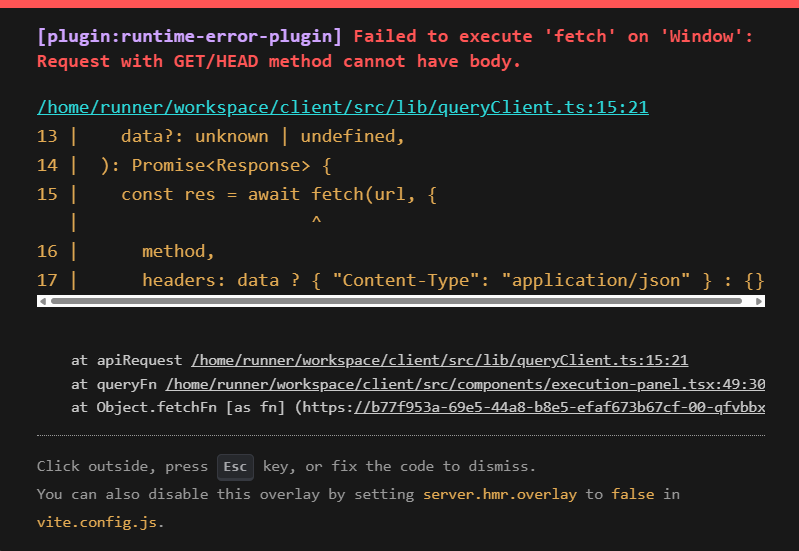 [plugin:runtime-error-plugin] Failed to execute 'fetch' on 'Window':
Request with GET/HEAD method cannot have body.
/home/runner/workspace/client/src/lib/queryClient.ts:15:21
13 |    data?: unknown | undefined,
14 |  ): Promise<Response> {
15 |    const res = await fetch(url, {
   |                      ^
16 |      method,
17 |      headers: data ? { "Content-Type": "application/json" } : {}
at apiRequest /home/runner/workspace/client/src/lib/queryClient.ts:15:21
at queryFn /home/runner/workspace/client/src/components/execution-panel.tsx:49:30
at Object.fetchFn [as fn] (https://b77f953a-69e5-44a8-b8e5-efaf673b67cf-00-qfvbbx
Click outside, press Esc key, or fix the code to dismiss.
You can also disable this overlay by setting server.hmr.overlay to false in
vite.config.js.